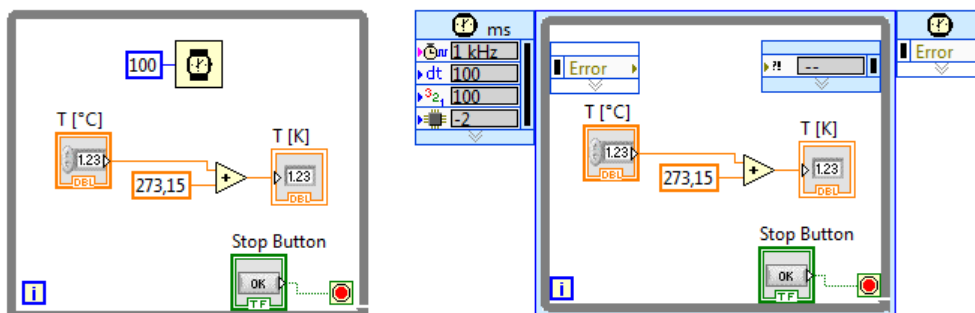 100
T [°C]
1.23
DBL
273,15
+
T [K]
1.23
DBL
Stop Button
OK
TF
i
ms
1 kHz
dt 100
321 100
-2
Error
?! --
Error
T [°C]
1.23
DBL
273,15
+
T [K]
1.23
DBL
Stop Button
OK
TF
i